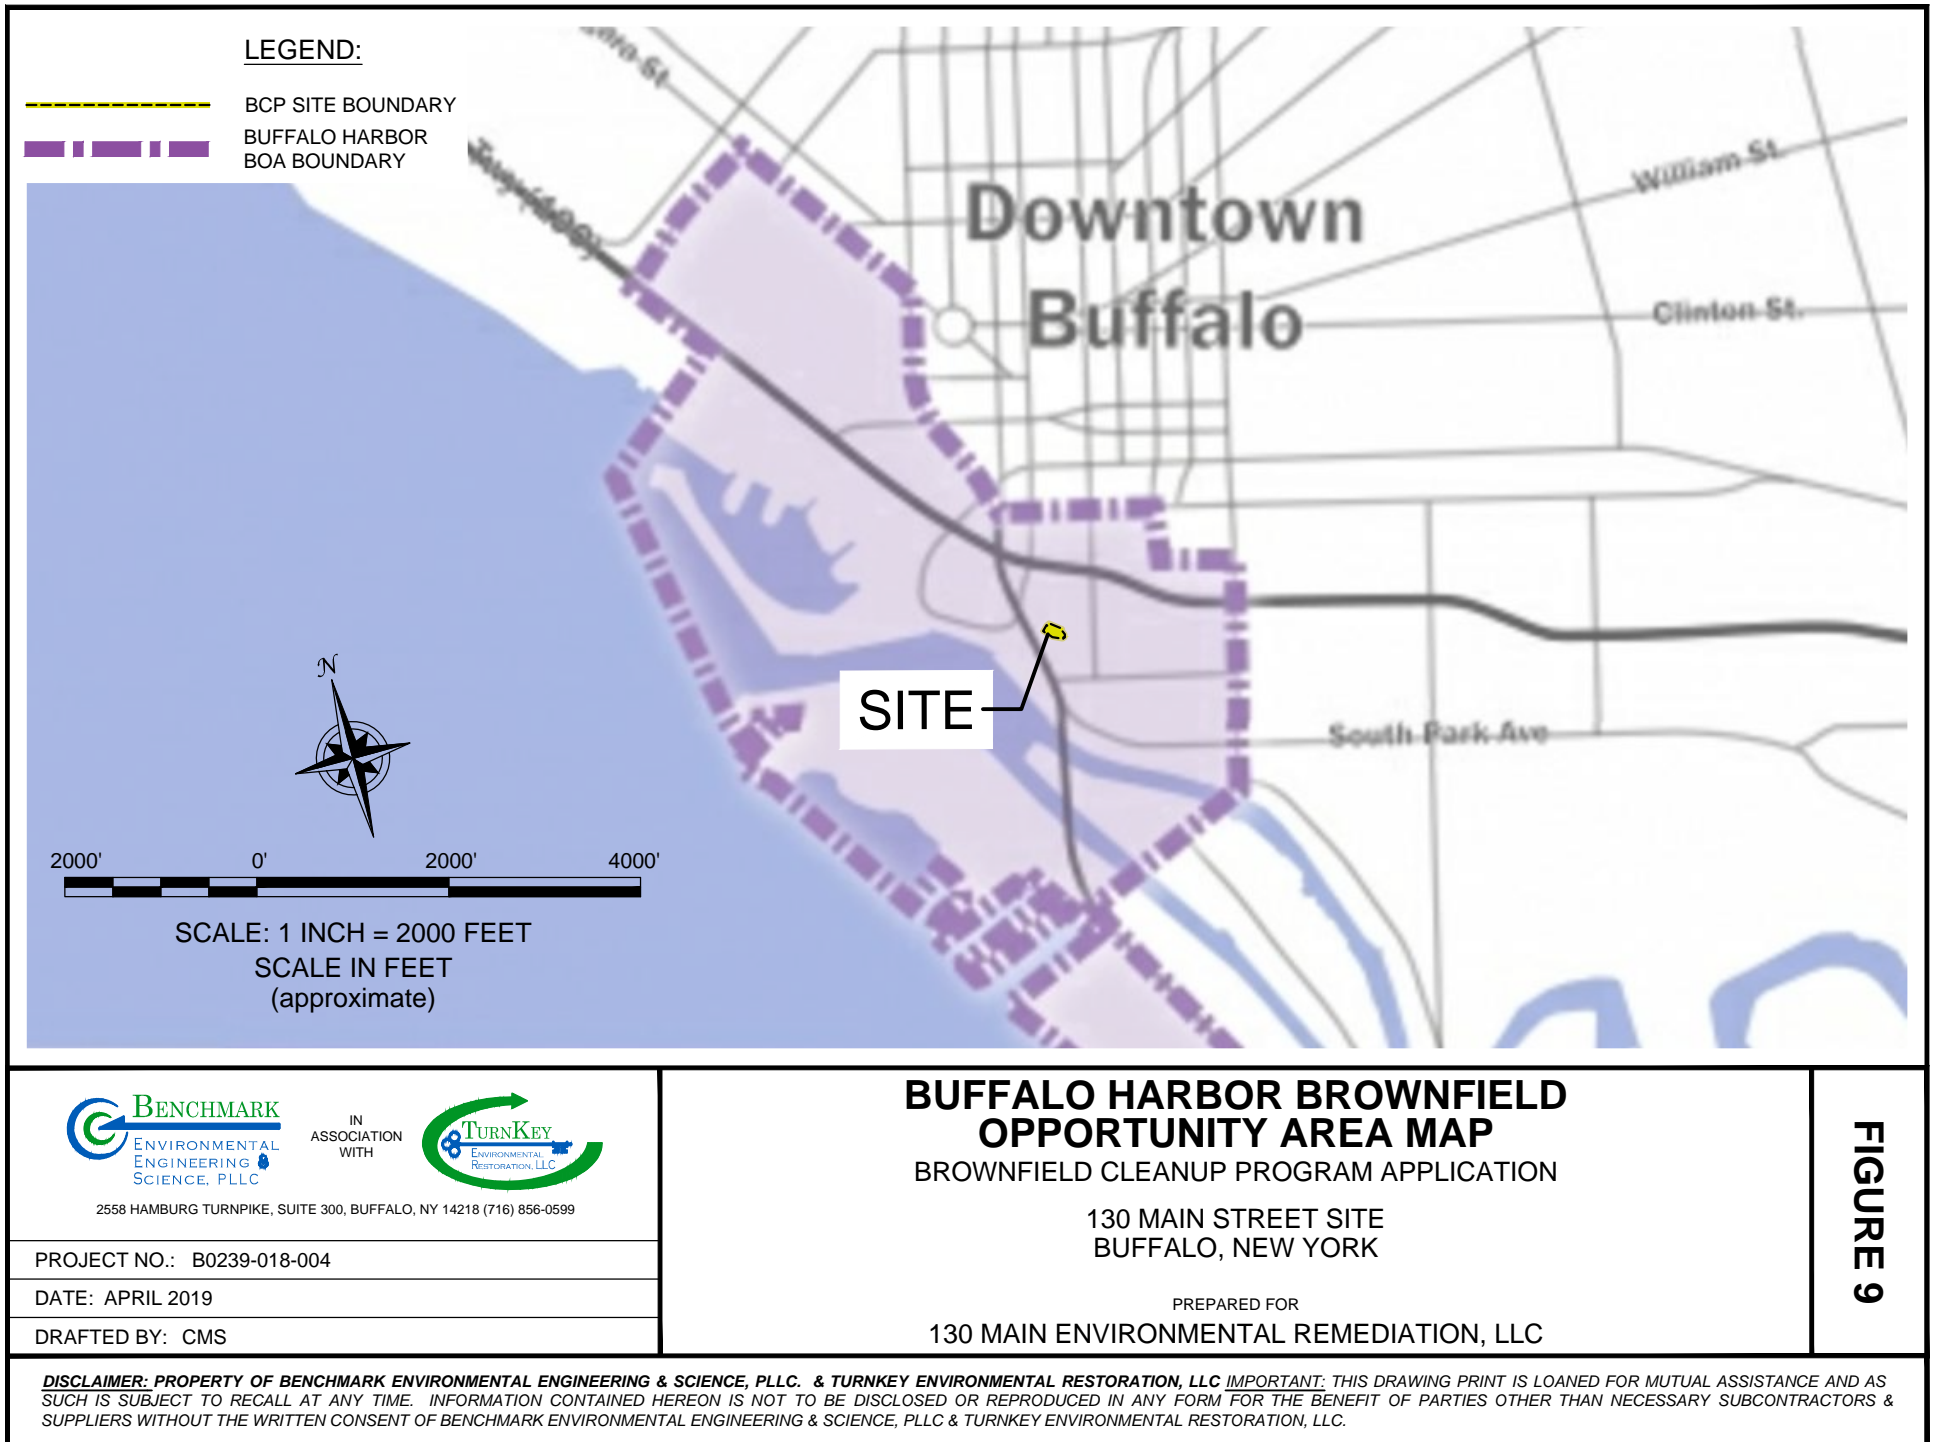 LEGEND:
BCP SITE BOUNDARY
BUFFALO HARBOR
BOA BOUNDARY
St.
Twy (190)
Downtown
Buffalo
William St.
Clinton St.
South Park Ave
SITE
N
2000' 0' 2000' 4000'
SCALE: 1 INCH = 2000 FEET
SCALE IN FEET
(approximate)
BENCHMARK
ENVIRONMENTAL
ENGINEERING &
SCIENCE, PLLC
IN
ASSOCIATION
WITH
TURNKEY
ENVIRONMENTAL
RESTORATION, LLC
2558 HAMBURG TURNPIKE, SUITE 300, BUFFALO, NY 14218 (716) 856-0599
PROJECT NO.: B0239-018-004
DATE: APRIL 2019
DRAFTED BY: CMS
BUFFALO HARBOR BROWNFIELD
OPPORTUNITY AREA MAP
BROWNFIELD CLEANUP PROGRAM APPLICATION
130 MAIN STREET SITE
BUFFALO, NEW YORK
PREPARED FOR
130 MAIN ENVIRONMENTAL REMEDIATION, LLC
FIGURE 9
DISCLAIMER: PROPERTY OF BENCHMARK ENVIRONMENTAL ENGINEERING & SCIENCE, PLLC. & TURNKEY ENVIRONMENTAL RESTORATION, LLC IMPORTANT: THIS DRAWING PRINT IS LOANED FOR MUTUAL ASSISTANCE AND AS
SUCH IS SUBJECT TO RECALL AT ANY TIME. INFORMATION CONTAINED HEREON IS NOT TO BE DISCLOSED OR REPRODUCED IN ANY FORM FOR THE BENEFIT OF PARTIES OTHER THAN NECESSARY SUBCONTRACTORS &
SUPPLIERS WITHOUT THE WRITTEN CONSENT OF BENCHMARK ENVIRONMENTAL ENGINEERING & SCIENCE, PLLC & TURNKEY ENVIRONMENTAL RESTORATION, LLC.